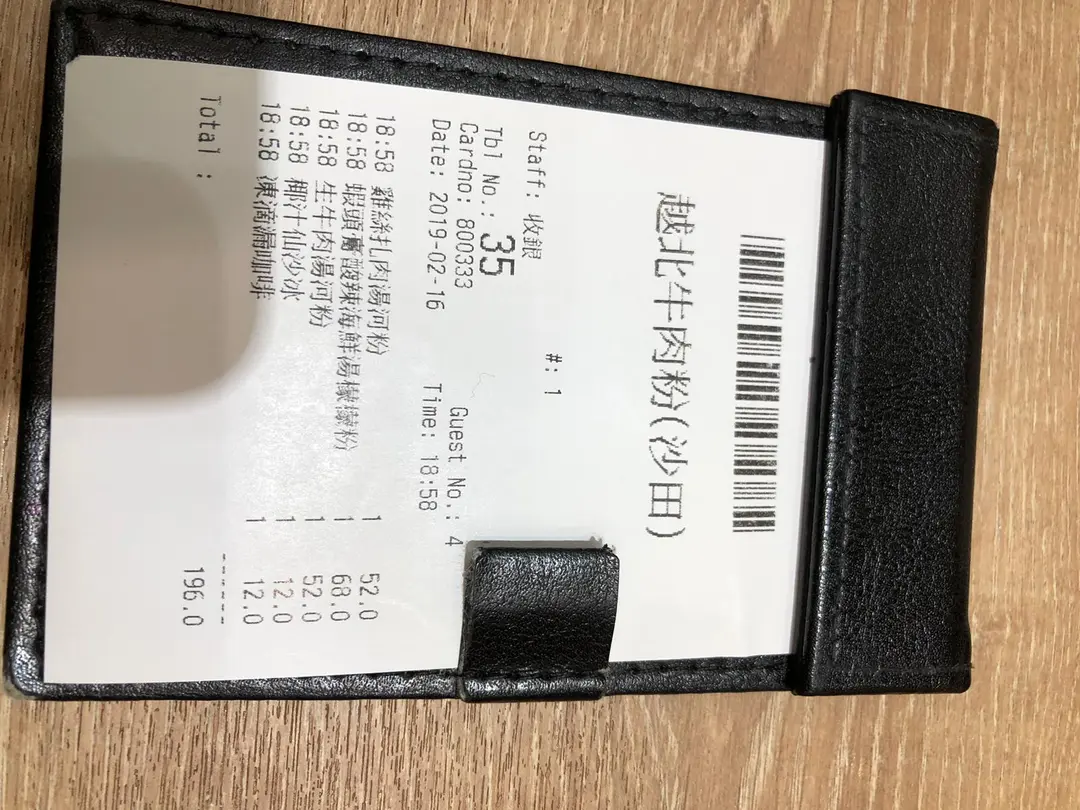 越北牛肉粉(沙田)
Staff: 收銀 #: 1
Tbl No.: 35
Cardno: 800333 Guest No.: 4
Date: 2019-02-16 Time: 18:58
18:58 雞絲扎肉湯河粉 1 52.0
18:58 蝦頭膏酸辣海鮮湯檬檬粉 1 68.0
18:58 生牛肉湯河粉 1 52.0
18:58 椰汁仙沙冰 1 12.0
18:58 凍滴漏咖啡 1 12.0
------
Total : 196.0